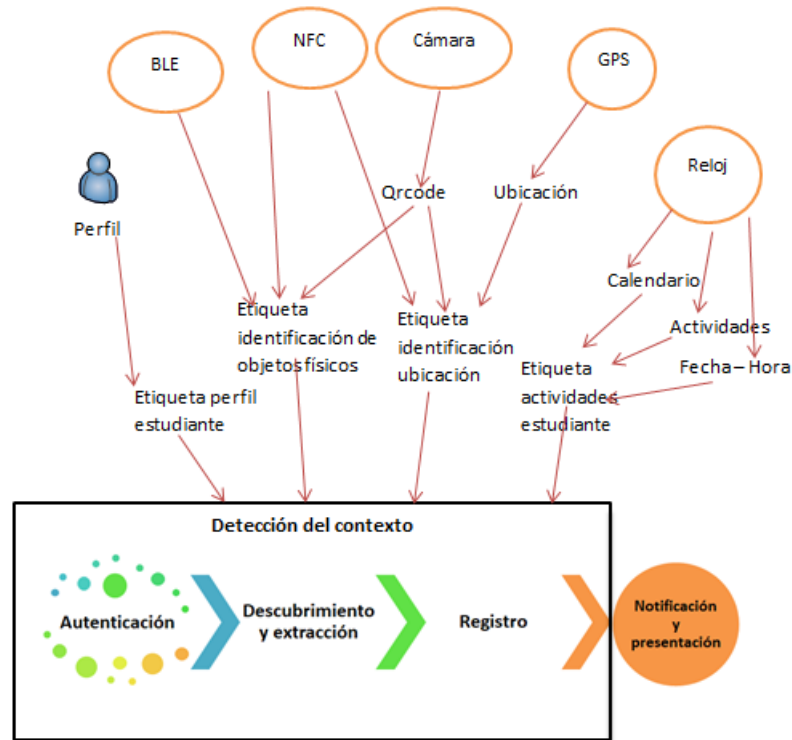 BLE
NFC
Cámara
GPS
Reloj
Perfil
Qrcode
Ubicación
Calendario
Actividades
Fecha – Hora
Etiqueta
identificación de
objetos físicos
Etiqueta
identificación
ubicación
Etiqueta
actividades
estudiante
Etiqueta perfil
estudiante
Detección del contexto
Autenticación
Descubrimiento
y extracción
Registro
Notificación
y
presentación